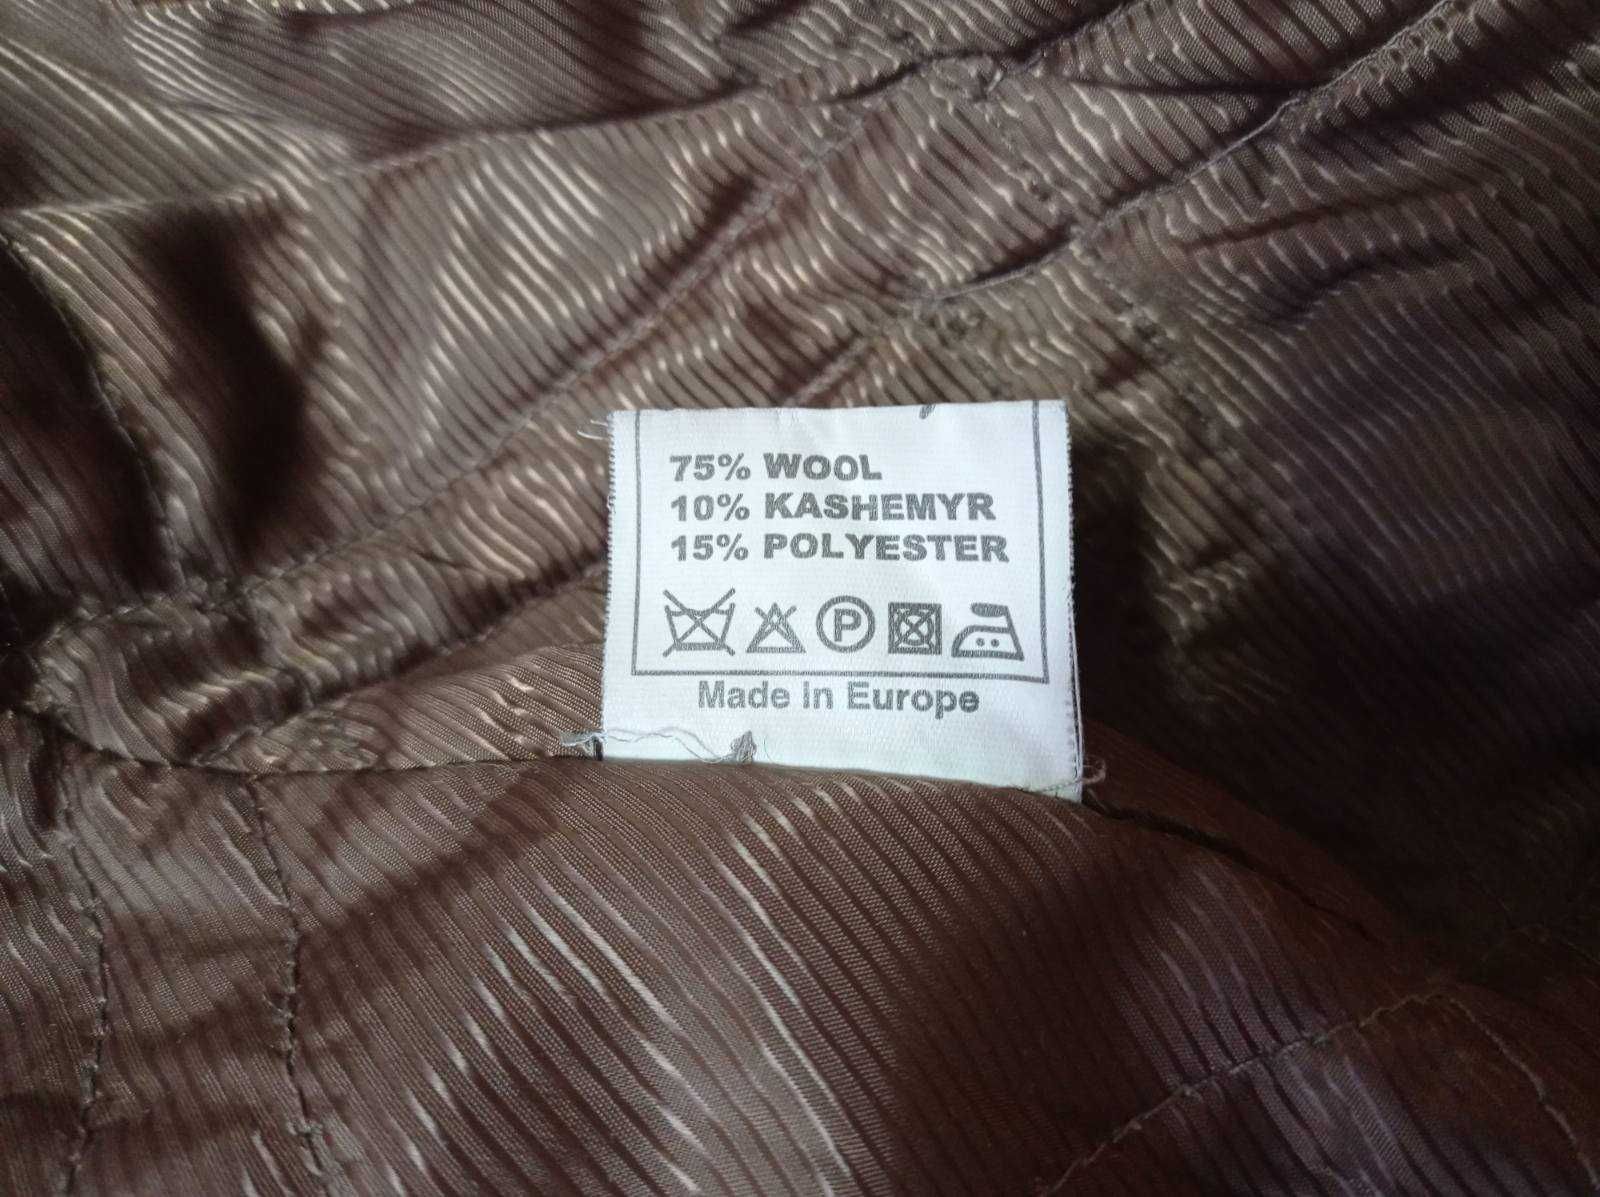 75% WOOL
10% KASHEMYR
15% POLYESTER
P
Made in Europe